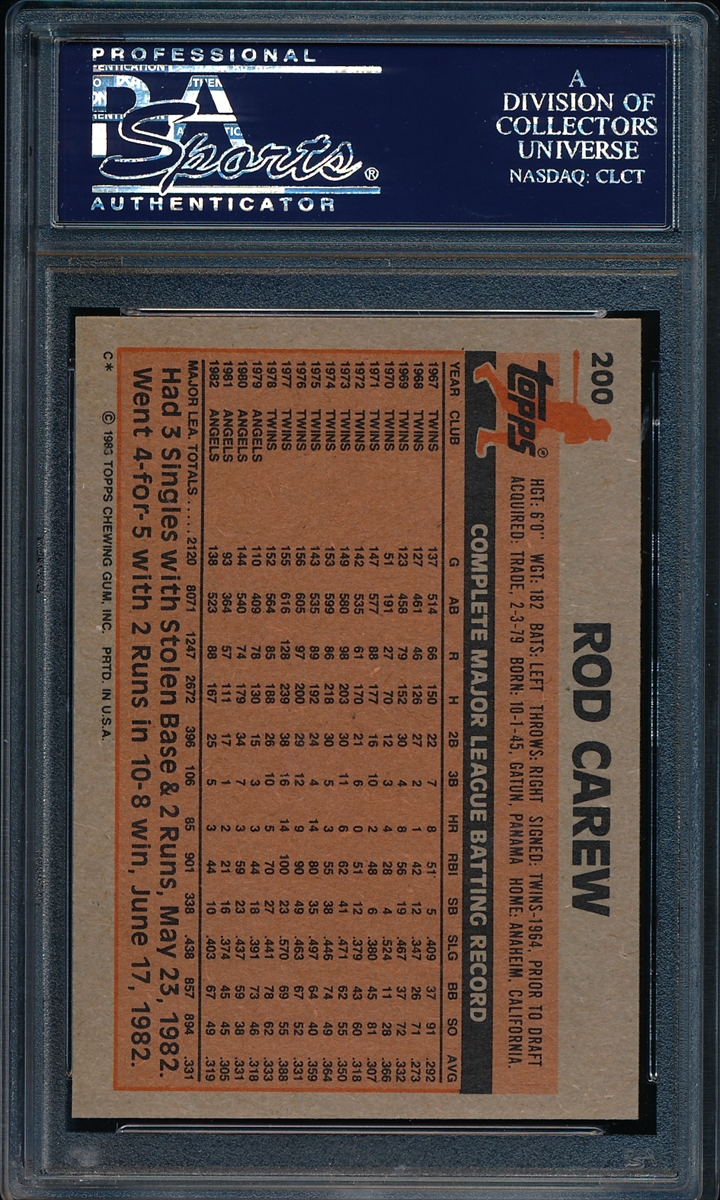 PROFESSIONAL
PSA
Sports®
AUTHENTICATOR
A
DIVISION OF
COLLECTORS
UNIVERSE
NASDAQ: CLCT
200
TOPPS®
ROD CAREW
HGT: 6'0" WGT: 182 BATS: LEFT THROWS: RIGHT SIGNED: TWINS-1964, PRIOR TO DRAFT
ACQUIRED: TRADE, 2-3-79 BORN: 10-1-45, GATUN, PANAMA HOME: ANAHEIM, CALIFORNIA.
COMPLETE MAJOR LEAGUE BATTING RECORD
YEAR CLUB G AB R H 2B 3B HR RBI SB SLG BB SO AVG
1967 TWINS 137 514 66 150 22 7 8 51 5 .409 37 91 .292
1968 TWINS 127 461 46 126 27 2 1 42 12 .347 26 71 .273
1969 TWINS 123 458 79 152 30 4 8 56 19 .467 37 72 .332
1970 TWINS 51 191 27 70 12 3 4 28 4 .524 11 28 .366
1971 TWINS 147 577 88 177 16 10 2 48 6 .380 45 81 .307
1972 TWINS 142 535 61 170 21 6 0 51 12 .379 43 60 .318
1973 TWINS 149 580 98 203 30 11 6 62 41 .471 62 55 .350
1974 TWINS 153 599 86 218 30 5 3 55 38 .446 74 49 .364
1975 TWINS 143 535 89 192 24 4 14 80 35 .497 64 40 .359
1976 TWINS 156 605 97 200 29 12 9 90 49 .463 67 52 .331
1977 TWINS 155 616 128 239 38 16 14 100 23 .570 69 55 .388
1978 TWINS 152 564 85 188 26 10 5 70 27 .441 78 62 .333
1979 ANGELS 110 409 78 130 15 3 3 44 18 .391 73 46 .318
1980 ANGELS 144 540 74 179 34 7 3 59 23 .437 59 38 .331
1981 ANGELS 93 364 57 111 17 1 2 21 16 .374 45 45 .305
1982 ANGELS 138 523 88 167 25 5 3 44 10 .403 67 49 .319
MAJOR LEA. TOTALS ..... 2120 8071 1247 2672 396 106 85 901 338 .438 857 894 .331
Had 3 Singles with Stolen Base & 2 Runs, May 23, 1982.
Went 4-for-5 with 2 Runs in 10-8 win, June 17, 1982.
C* © 1983 TOPPS CHEWING GUM, INC. PRTD. IN U.S.A.